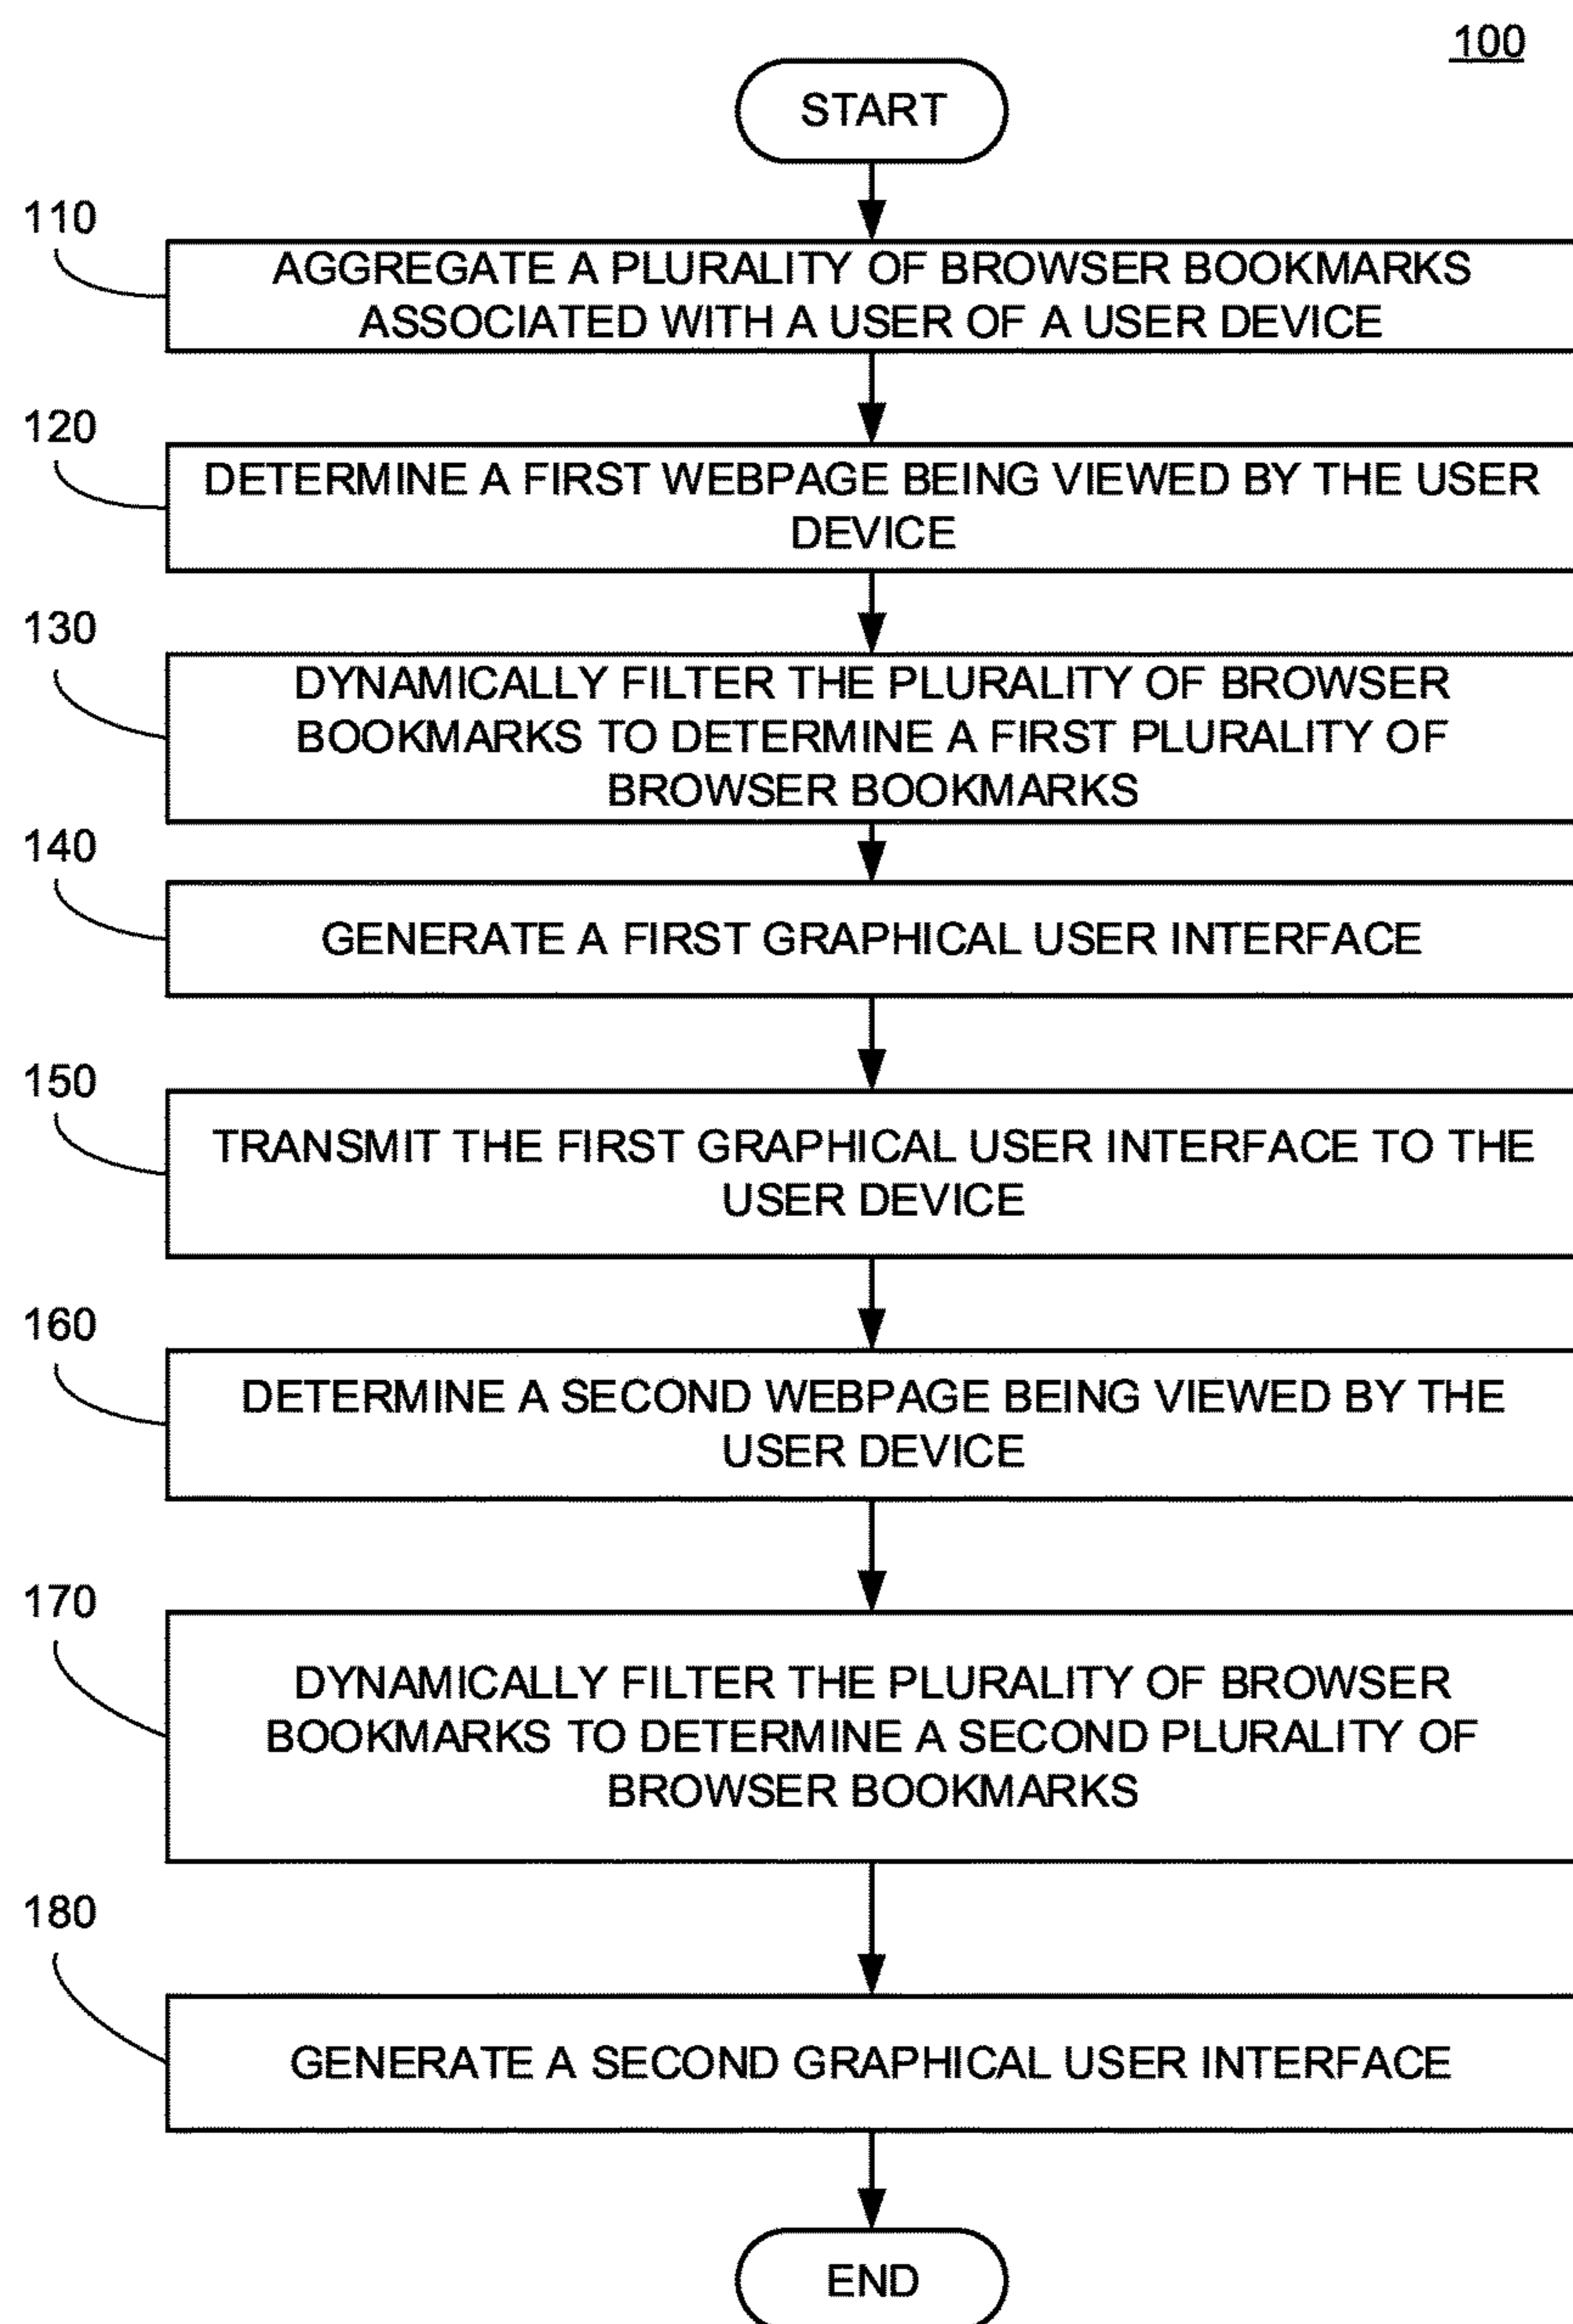 100
START
110
AGGREGATE A PLURALITY OF BROWSER BOOKMARKS
ASSOCIATED WITH A USER OF A USER DEVICE
120
DETERMINE A FIRST WEBPAGE BEING VIEWED BY THE USER
DEVICE
130
DYNAMICALLY FILTER THE PLURALITY OF BROWSER
BOOKMARKS TO DETERMINE A FIRST PLURALITY OF
BROWSER BOOKMARKS
140
GENERATE A FIRST GRAPHICAL USER INTERFACE
150
TRANSMIT THE FIRST GRAPHICAL USER INTERFACE TO THE
USER DEVICE
160
DETERMINE A SECOND WEBPAGE BEING VIEWED BY THE
USER DEVICE
170
DYNAMICALLY FILTER THE PLURALITY OF BROWSER
BOOKMARKS TO DETERMINE A SECOND PLURALITY OF
BROWSER BOOKMARKS
180
GENERATE A SECOND GRAPHICAL USER INTERFACE
END